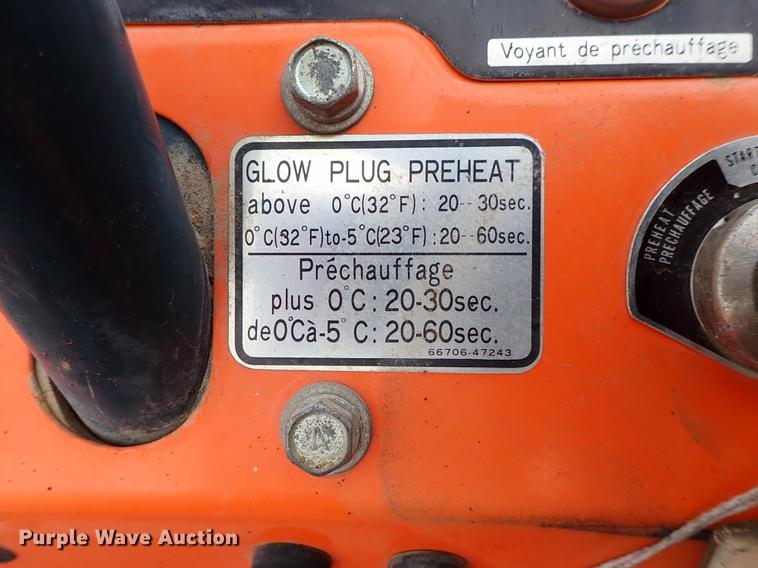 Voyant de préchauffage
GLOW PLUG PREHEAT
above 0°C(32°F): 20--30sec.
0°C(32°F)to-5°C(23°F):20--60sec.
Préchauffage
plus 0°C: 20-30sec.
de0°Cà-5°C: 20-60sec.
66706-47243
START
PREHEAT
PRÉCHAUFFAGE
Purple Wave Auction®